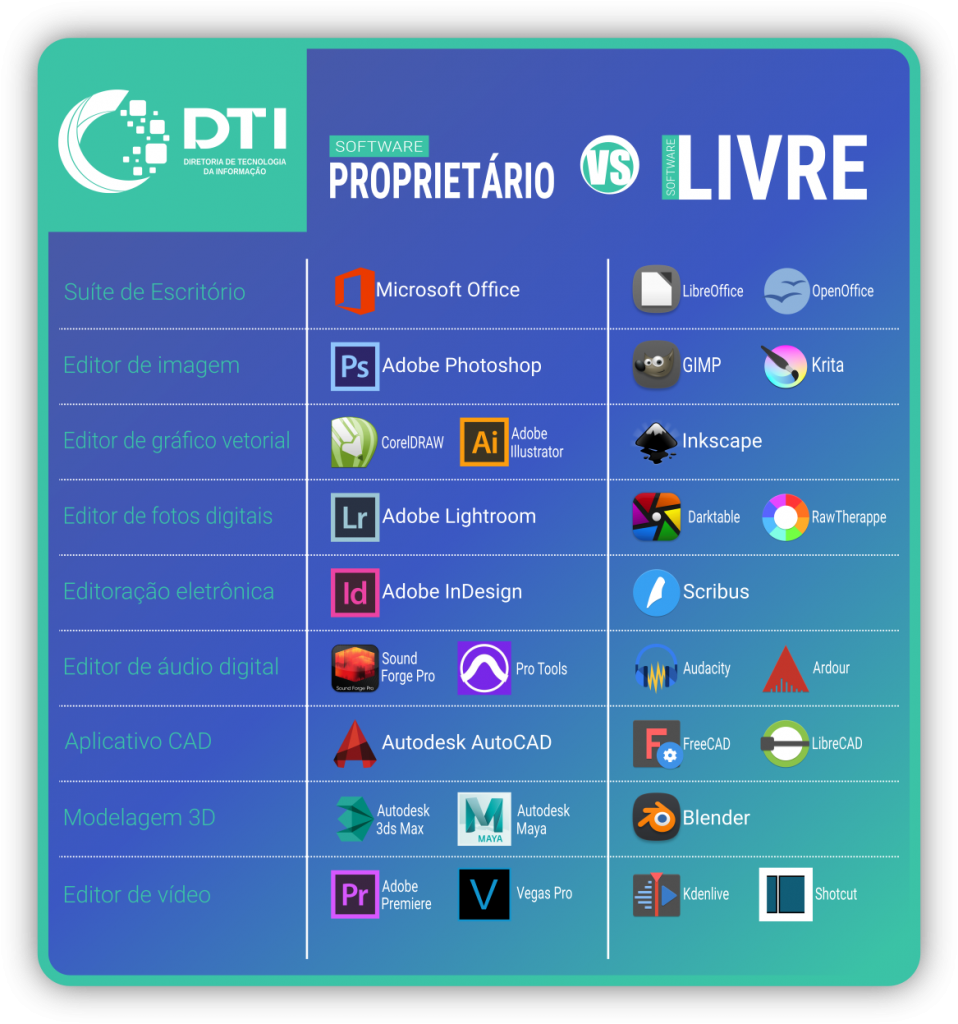 DTI
DIRETORIA DE TECNOLOGIA
DA INFORMAÇÃO
SOFTWARE
PROPRIETÁRIO
VS
SOFTWARE
LIVRE
Suíte de Escritório
Microsoft Office
LibreOffice
OpenOffice
Editor de imagem
Ps
Adobe Photoshop
GIMP
Krita
Editor de gráfico vetorial
CorelDRAW
Ai
Adobe
Illustrator
Inkscape
Editor de fotos digitais
Lr
Adobe Lightroom
Darktable
RawTherappe
Editoração eletrônica
Id
Adobe InDesign
Scribus
Editor de áudio digital
Sound Forge Pro
Sound
Forge Pro
Pro Tools
Audacity
Ardour
Aplicativo CAD
Autodesk AutoCAD
F
FreeCAD
LibreCAD
Modelagem 3D
Autodesk
3ds Max
M
MAYA
Autodesk
Maya
Blender
Editor de vídeo
Pr
Adobe
Premiere
V
Vegas Pro
Kdenlive
Shotcut